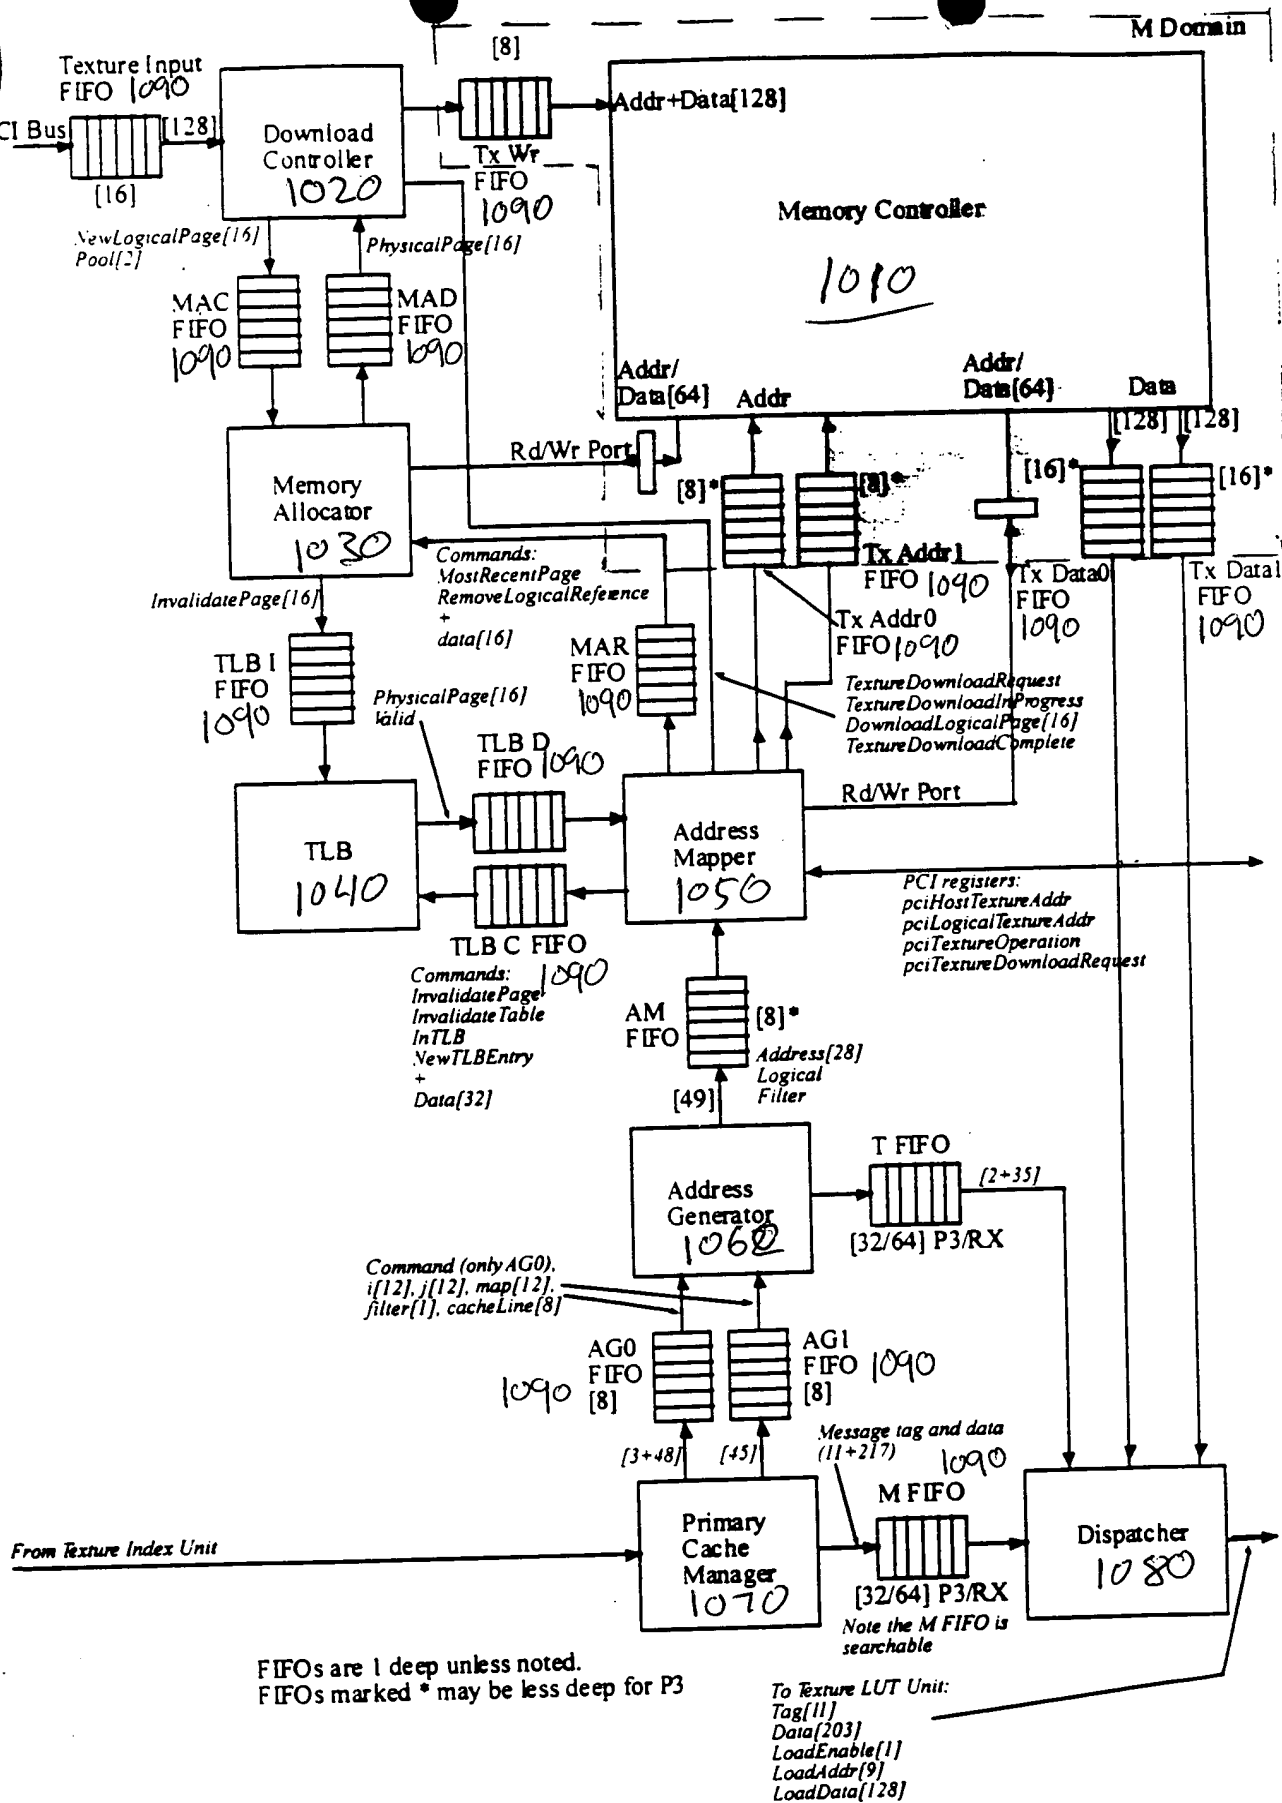 M Domain
Texture Input
FIFO 1090
[8]
CI Bus
[128]
[16]
Download
Controller
1020
Addr+Data[128]
Tx Wr
FIFO
1090
Memory Controller
1010
NewLogicalPage[16]
Pool[2]
PhysicalPage[16]
MAC
FIFO
1090
MAD
FIFO
1090
Addr/
Data[64]
Addr
Addr/
Data[64]
Data
[128]
[128]
Rd/Wr Port
[8]*
[8]*
[16]*
[16]*
Memory
Allocator
1030
Commands:
MostRecentPage
RemoveLogicalReference
+
data[16]
Tx Addr1
FIFO 1090
Tx Data0
FIFO
1090
Tx Data1
FIFO
1090
InvalidatePage[16]
Tx Addr0
FIFO 1090
TLB I
FIFO
1090
MAR
FIFO
1090
PhysicalPage[16]
Valid
TextureDownloadRequest
TextureDownloadInProgress
DownloadLogicalPage[16]
TextureDownloadComplete
TLB D
FIFO 1090
Rd/Wr Port
TLB
1040
Address
Mapper
1050
PCI registers:
pciHostTextureAddr
pciLogicalTextureAddr
pciTextureOperation
pciTextureDownloadRequest
TLB C FIFO
1090
Commands:
InvalidatePage
InvalidateTable
InTLB
NewTLBEntry
+
Data[32]
AM
FIFO
[8]*
Address[28]
Logical
Filter
[49]
T FIFO
[2+35]
[32/64] P3/RX
Address
Generator
1060
Command (only AG0),
i[12], j[12], map[12],
filter[1], cacheLine[8]
AG0
FIFO
[8]
1090
AG1
FIFO 1090
[8]
[3+48]
[45]
Message tag and data
(11+217)
1090
M FIFO
From Texture Index Unit
Primary
Cache
Manager
1070
[32/64] P3/RX
Note the M FIFO is
searchable
Dispatcher
1080
FIFOs are 1 deep unless noted.
FIFOs marked * may be less deep for P3
To Texture LUT Unit:
Tag[11]
Data[203]
LoadEnable[1]
LoadAddr[9]
LoadData[128]